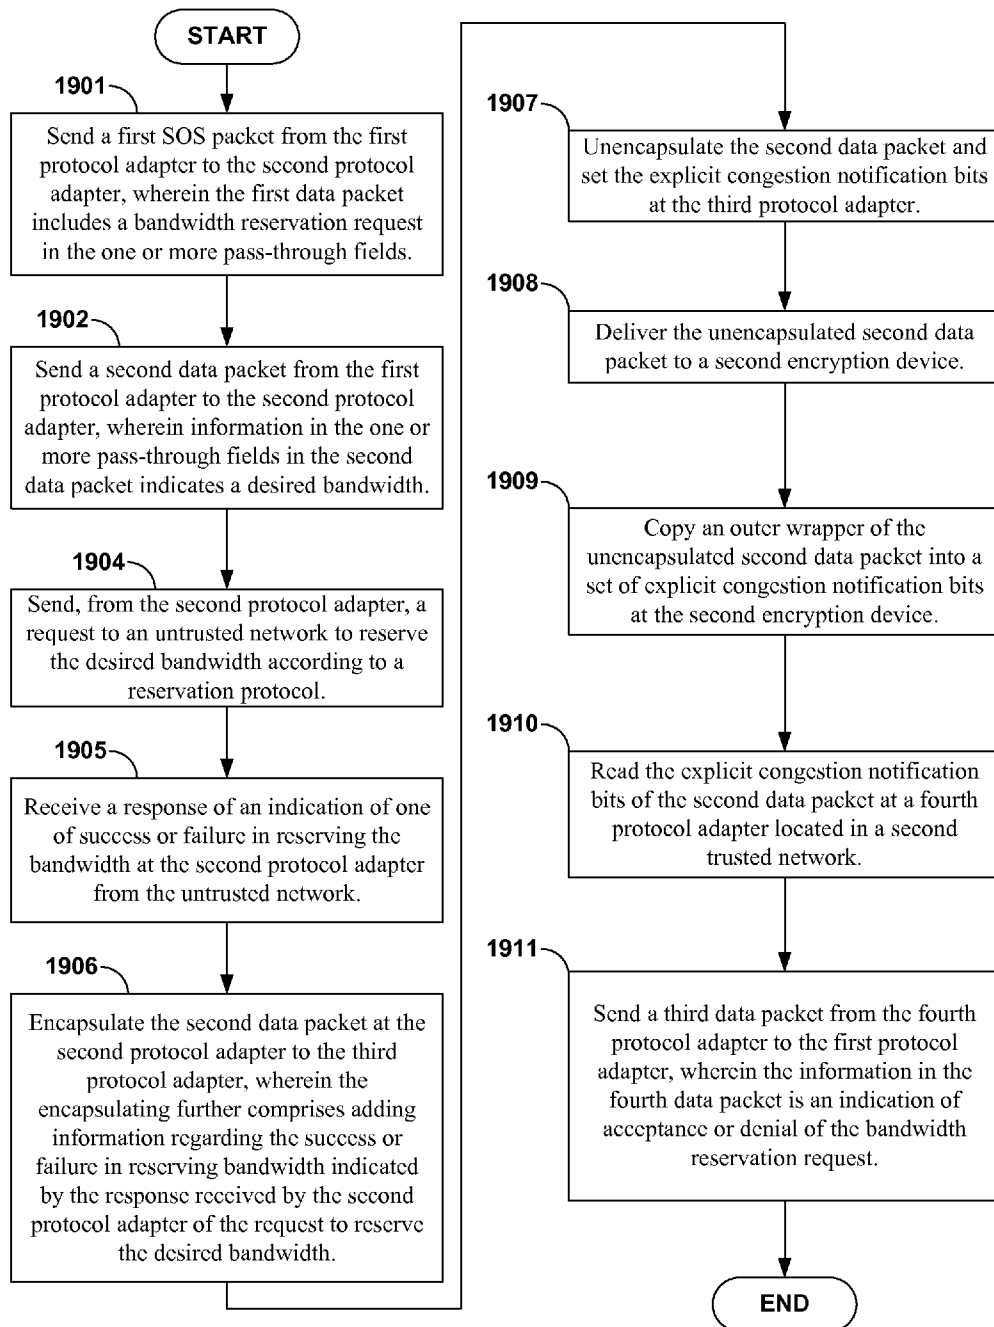 START
1901
Send a first SOS packet from the first
protocol adapter to the second protocol
adapter, wherein the first data packet
includes a bandwidth reservation request
in the one or more pass-through fields.
1902
Send a second data packet from the first
protocol adapter to the second protocol
adapter, wherein information in the one or
more pass-through fields in the second
data packet indicates a desired bandwidth.
1904
Send, from the second protocol adapter, a
request to an untrusted network to reserve
the desired bandwidth according to a
reservation protocol.
1905
Receive a response of an indication of one
of success or failure in reserving the
bandwidth at the second protocol adapter
from the untrusted network.
1906
Encapsulate the second data packet at the
second protocol adapter to the third
protocol adapter, wherein the
encapsulating further comprises adding
information regarding the success or
failure in reserving bandwidth indicated
by the response received by the second
protocol adapter of the request to reserve
the desired bandwidth.
1907
Unencapsulate the second data packet and
set the explicit congestion notification bits
at the third protocol adapter.
1908
Deliver the unencapsulated second data
packet to a second encryption device.
1909
Copy an outer wrapper of the
unencapsulated second data packet into a
set of explicit congestion notification bits
at the second encryption device.
1910
Read the explicit congestion notification
bits of the second data packet at a fourth
protocol adapter located in a second
trusted network.
1911
Send a third data packet from the fourth
protocol adapter to the first protocol
adapter, wherein the information in the
fourth data packet is an indication of
acceptance or denial of the bandwidth
reservation request.
END